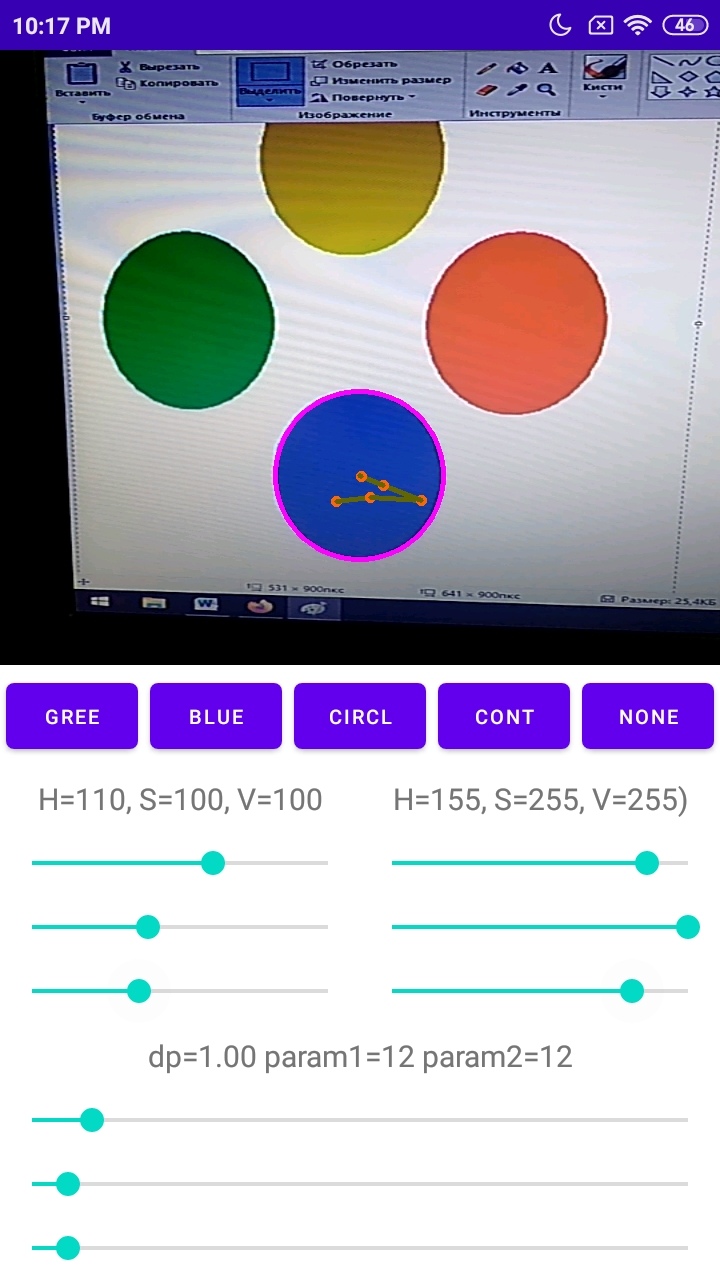 10:17 PM 46
Вырезать
Копировать
Вставить
Буфер обмена
Выделить
Обрезать
Изменить размер
Повернуть
Изображение
Инструменты
Кисти
531 × 900пкс
641 × 900пкс
Размер: 25,4КБ
GREE BLUE CIRCL CONT NONE
H=110, S=100, V=100 H=155, S=255, V=255)
dp=1.00 param1=12 param2=12